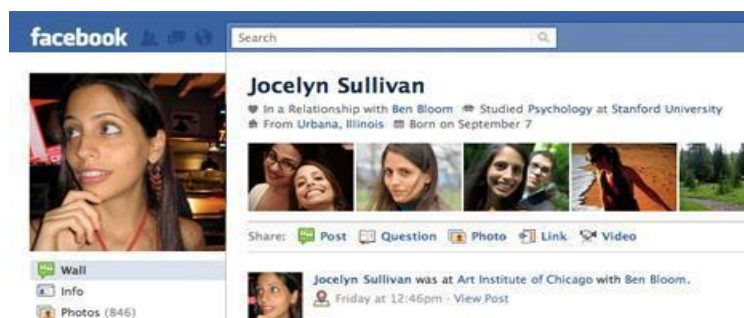 facebook
Search
Jocelyn Sullivan
In a Relationship with Ben Bloom Studied Psychology at Stanford University
From Urbana, Illinois Born on September 7
Share: Post Question Photo Link Video
Wall
Info
Photos (846)
Jocelyn Sullivan was at Art Institute of Chicago with Ben Bloom.
Friday at 12:46pm · View Post